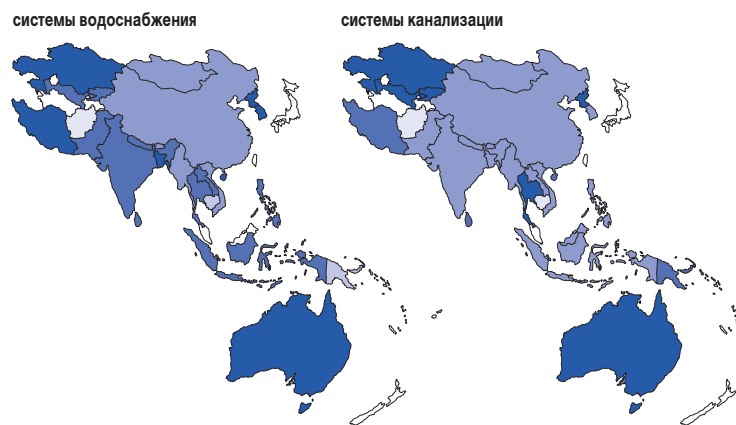 системы водоснабжения
системы канализации